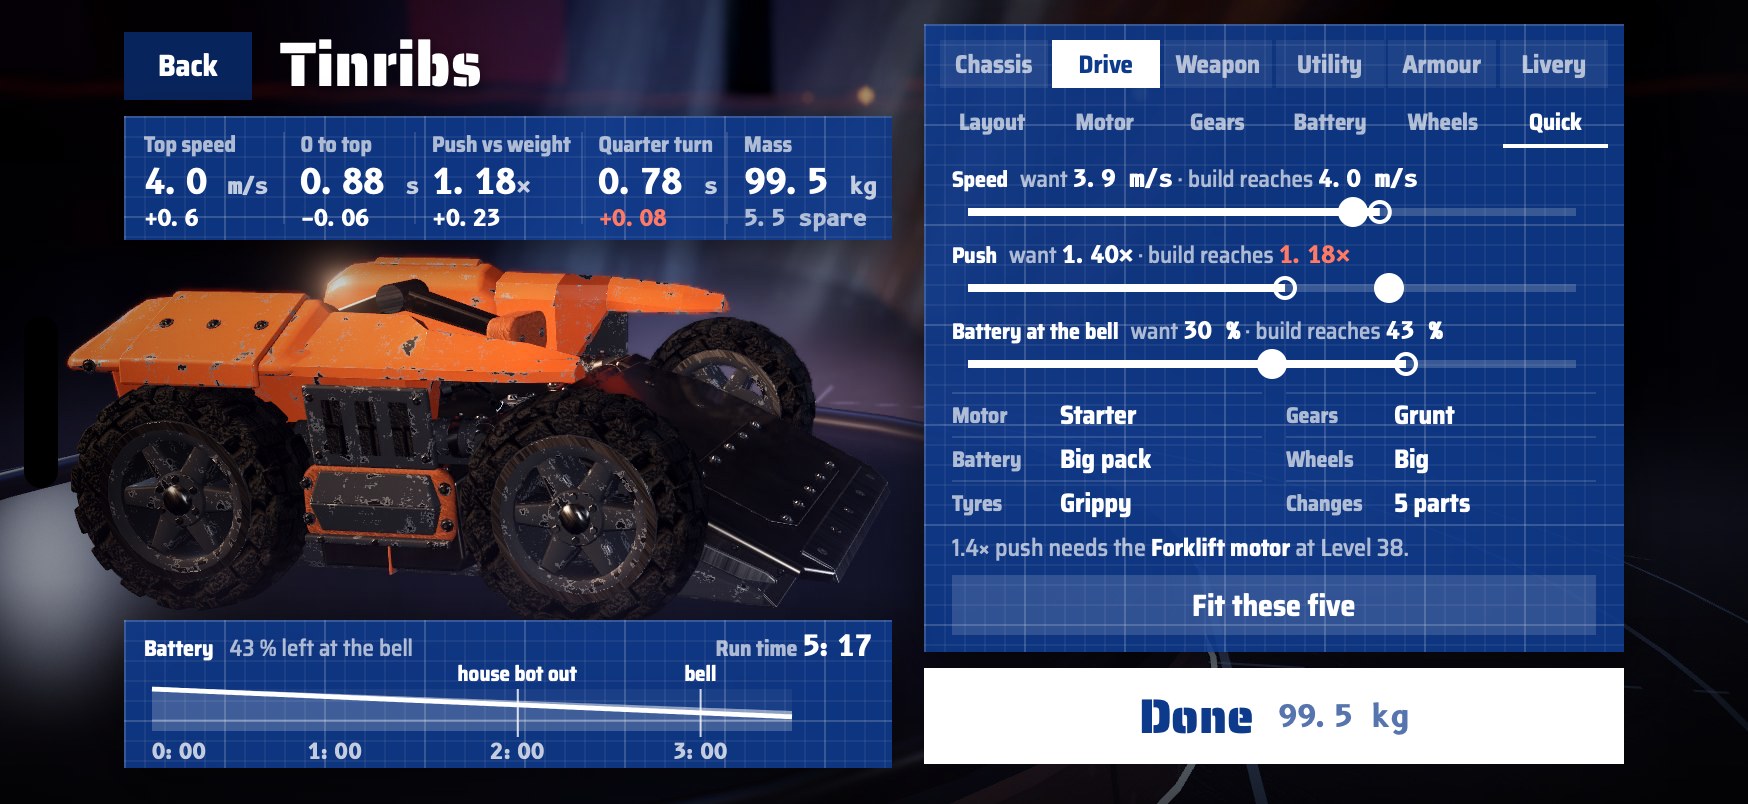 Back
Tinribs
Top speed
4.0 m/s
+0.6
0 to top
0.88 s
−0.06
Push vs weight
1.18×
+0.23
Quarter turn
0.78 s
+0.08
Mass
99.5 kg
5.5 spare
Battery 43 % left at the bell
Run time 5:17
house bot out
bell
0:00 1:00 2:00 3:00
Chassis Drive Weapon Utility Armour Livery
Layout Motor Gears Battery Wheels Quick
Speed want 3.9 m/s · build reaches 4.0 m/s
Push want 1.40× · build reaches 1.18×
Battery at the bell want 30 % · build reaches 43 %
Motor Starter Gears Grunt
Battery Big pack Wheels Big
Tyres Grippy Changes 5 parts
1.4× push needs the Forklift motor at Level 38.
Fit these five
Done 99.5 kg